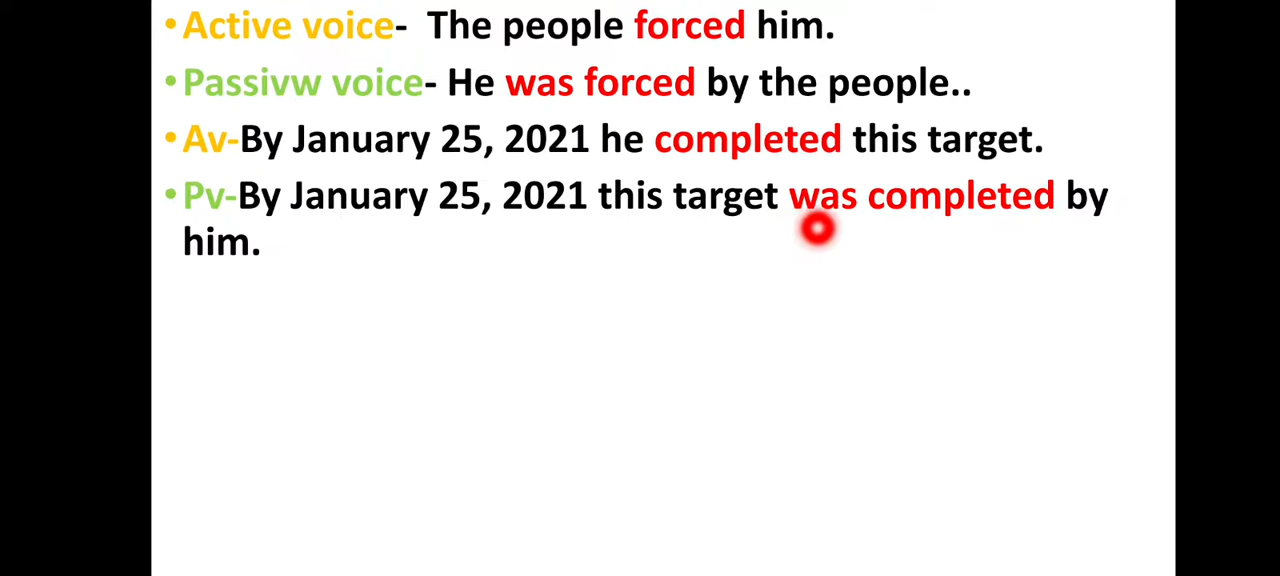 •Active voice-  The people forced him.
•Passivw voice- He was forced by the people..
•Av-By January 25, 2021 he completed this target.
•Pv-By January 25, 2021 this target was completed by
him.